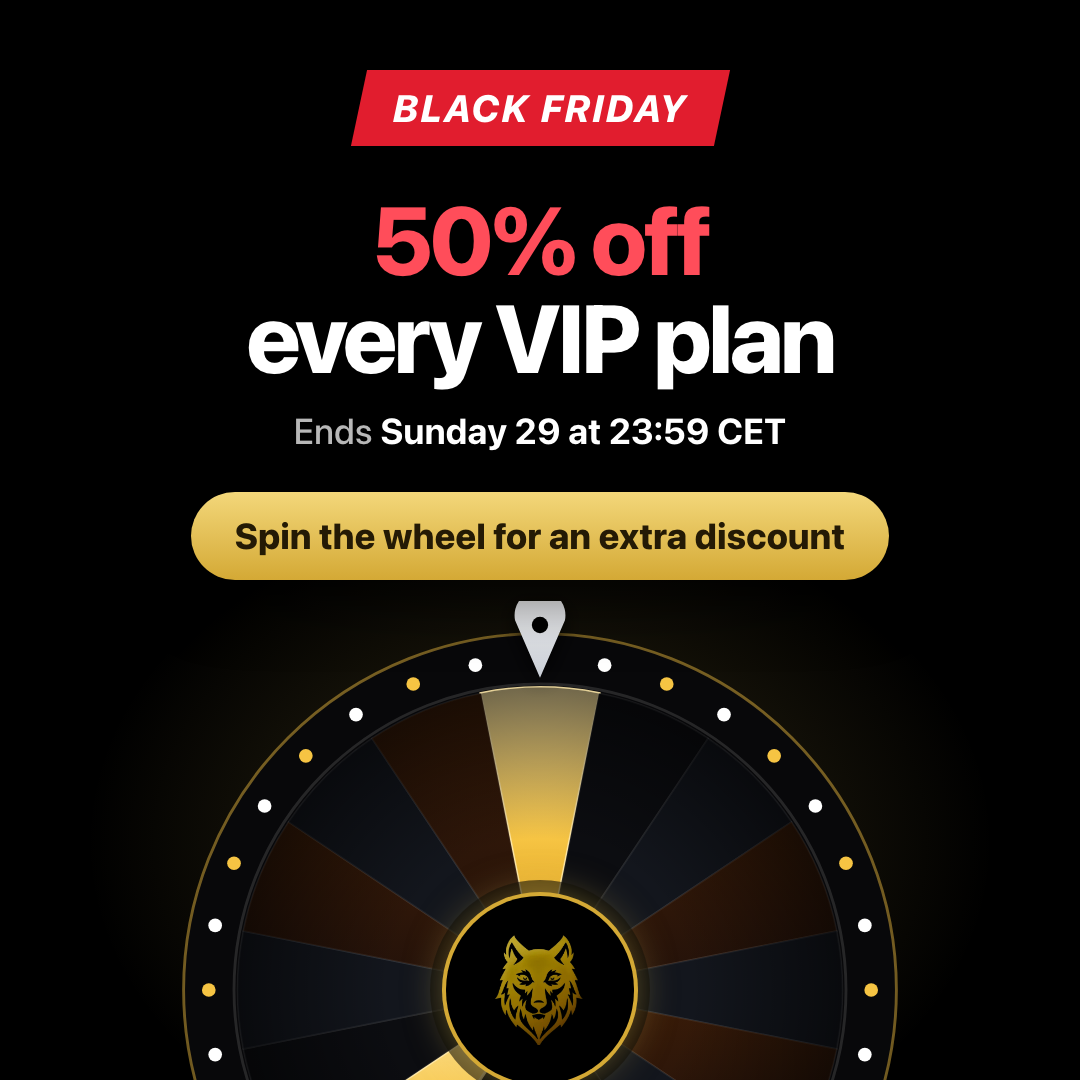 BLACK FRIDAY
50% off
every VIP plan
Ends Sunday 29 at 23:59 CET
Spin the wheel for an extra discount